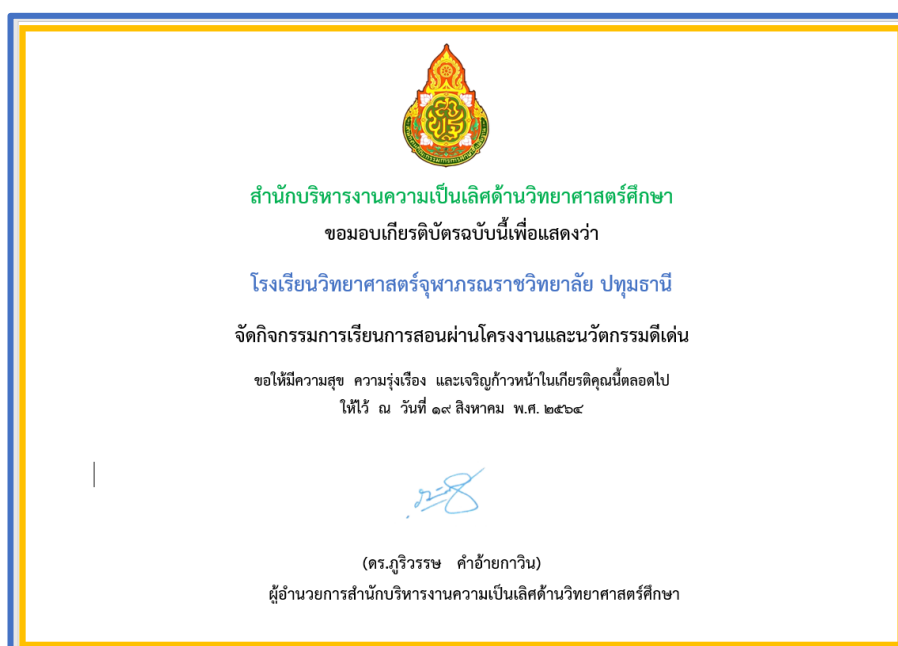 สำนักบริหารงานความเป็นเลิศด้านวิทยาศาสตร์ศึกษา
ขอมอบเกียรติบัตรฉบับนี้เพื่อแสดงว่า
โรงเรียนวิทยาศาสตร์จุฬาภรณราชวิทยาลัย ปทุมธานี
จัดกิจกรรมการเรียนการสอนผ่านโครงงานและนวัตกรรมดีเด่น
ขอให้มีความสุข ความรุ่งเรือง และเจริญก้าวหน้าในเกียรติคุณนี้ตลอดไป
ให้ไว้ ณ วันที่ ๑๙ สิงหาคม พ.ศ. ๒๕๖๔
(ดร.ภูริวรรษ คำอ้ายกาวิน)
ผู้อำนวยการสำนักบริหารงานความเป็นเลิศด้านวิทยาศาสตร์ศึกษา